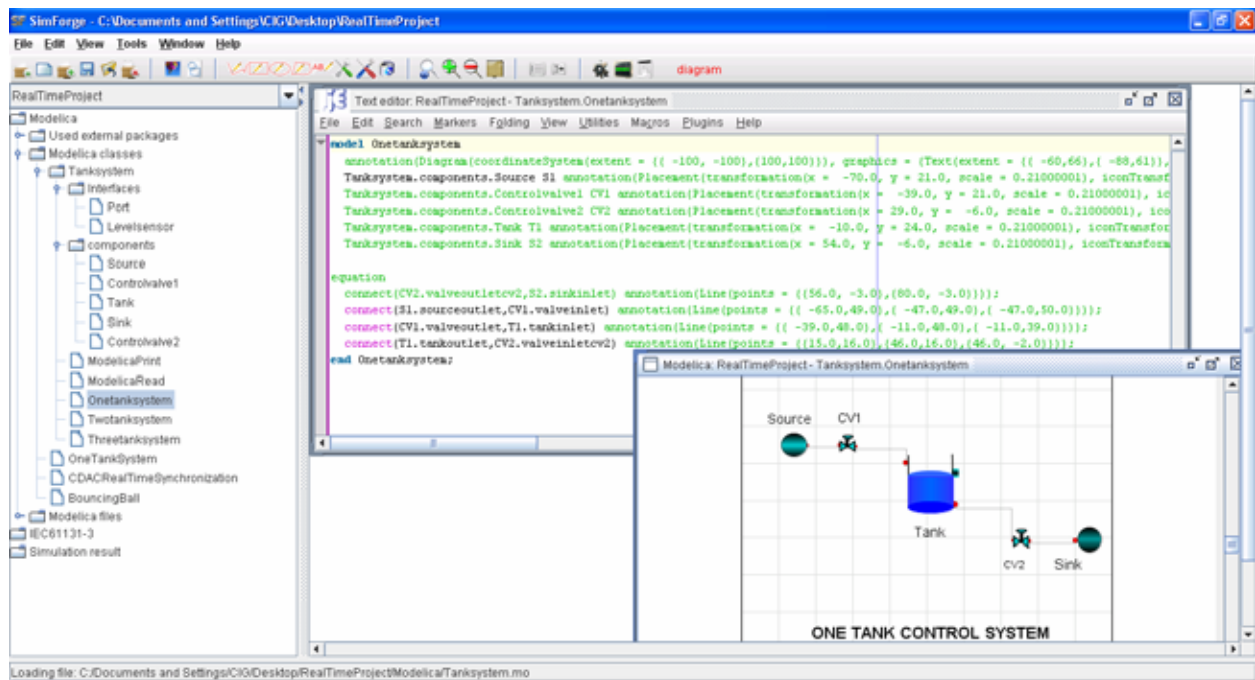 SimForge - C:\Documents and Settings\CIG\Desktop\RealTimeProject
File Edit View Tools Window Help
diagram
RealTimeProject
Modelica
Used external packages
Modelica classes
Tanksystem
Interfaces
Port
Levelsensor
components
Source
Controlvalve1
Tank
Sink
Controlvalve2
ModelicaPrint
ModelicaRead
Onetanksystem
Twotanksystem
Threetanksystem
OneTankSystem
CDACRealTimeSynchronization
BouncingBall
Modelica files
IEC61131-3
Simulation result
Text editor: RealTimeProject - Tanksystem.Onetanksystem
File Edit Search Markers Folding View Utilities Macros Plugins Help
model Onetanksystem
annotation(Diagram(coordinateSystem(extent = (( -100, -100),(100,100))), graphics = (Text(extent = (( -60,66),( -88,61)),
Tanksystem.components.Source S1 annotation(Placement(transformation(x = -70.0, y = 21.0, scale = 0.21000001), iconTransf
Tanksystem.components.Controlvalve1 CV1 annotation(Placement(transformation(x = -39.0, y = 21.0, scale = 0.21000001), ic
Tanksystem.components.Controlvalve2 CV2 annotation(Placement(transformation(x = 29.0, y = -6.0, scale = 0.21000001), ico
Tanksystem.components.Tank T1 annotation(Placement(transformation(x = -10.0, y = 24.0, scale = 0.21000001), iconTransfor
Tanksystem.components.Sink S2 annotation(Placement(transformation(x = 54.0, y = -6.0, scale = 0.21000001), iconTransform
equation
connect(CV2.valveoutletcv2,S2.sinkinlet) annotation(Line(points = ((56.0, -3.0),(80.0, -3.0))));
connect(S1.sourceoutlet,CV1.valveinlet) annotation(Line(points = (( -65.0,49.0),( -47.0,49.0),( -47.0,50.0))));
connect(CV1.valveoutlet,T1.tankinlet) annotation(Line(points = (( -39.0,48.0),( -11.0,48.0),( -11.0,39.0))));
connect(T1.tankoutlet,CV2.valveinletcv2) annotation(Line(points = ((15.0,16.0),(46.0,16.0),(46.0, -2.0))));
end Onetanksystem;
Modelica: RealTimeProject - Tanksystem.Onetanksystem
Source CV1
Tank
CV2 Sink
ONE TANK CONTROL SYSTEM
Loading file: C:/Documents and Settings/CIG/Desktop/RealTimeProject/Modelica/Tanksystem.mo